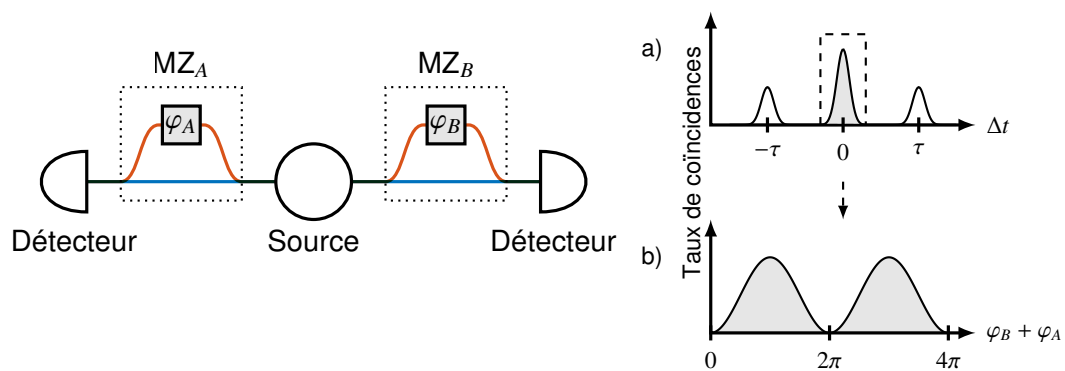 MZ_A
MZ_B
φ_A
φ_B
Détecteur
Source
Détecteur
Taux de coïncidences
a)
−τ
0
τ
Δt
b)
0
2π
4π
φ_B + φ_A